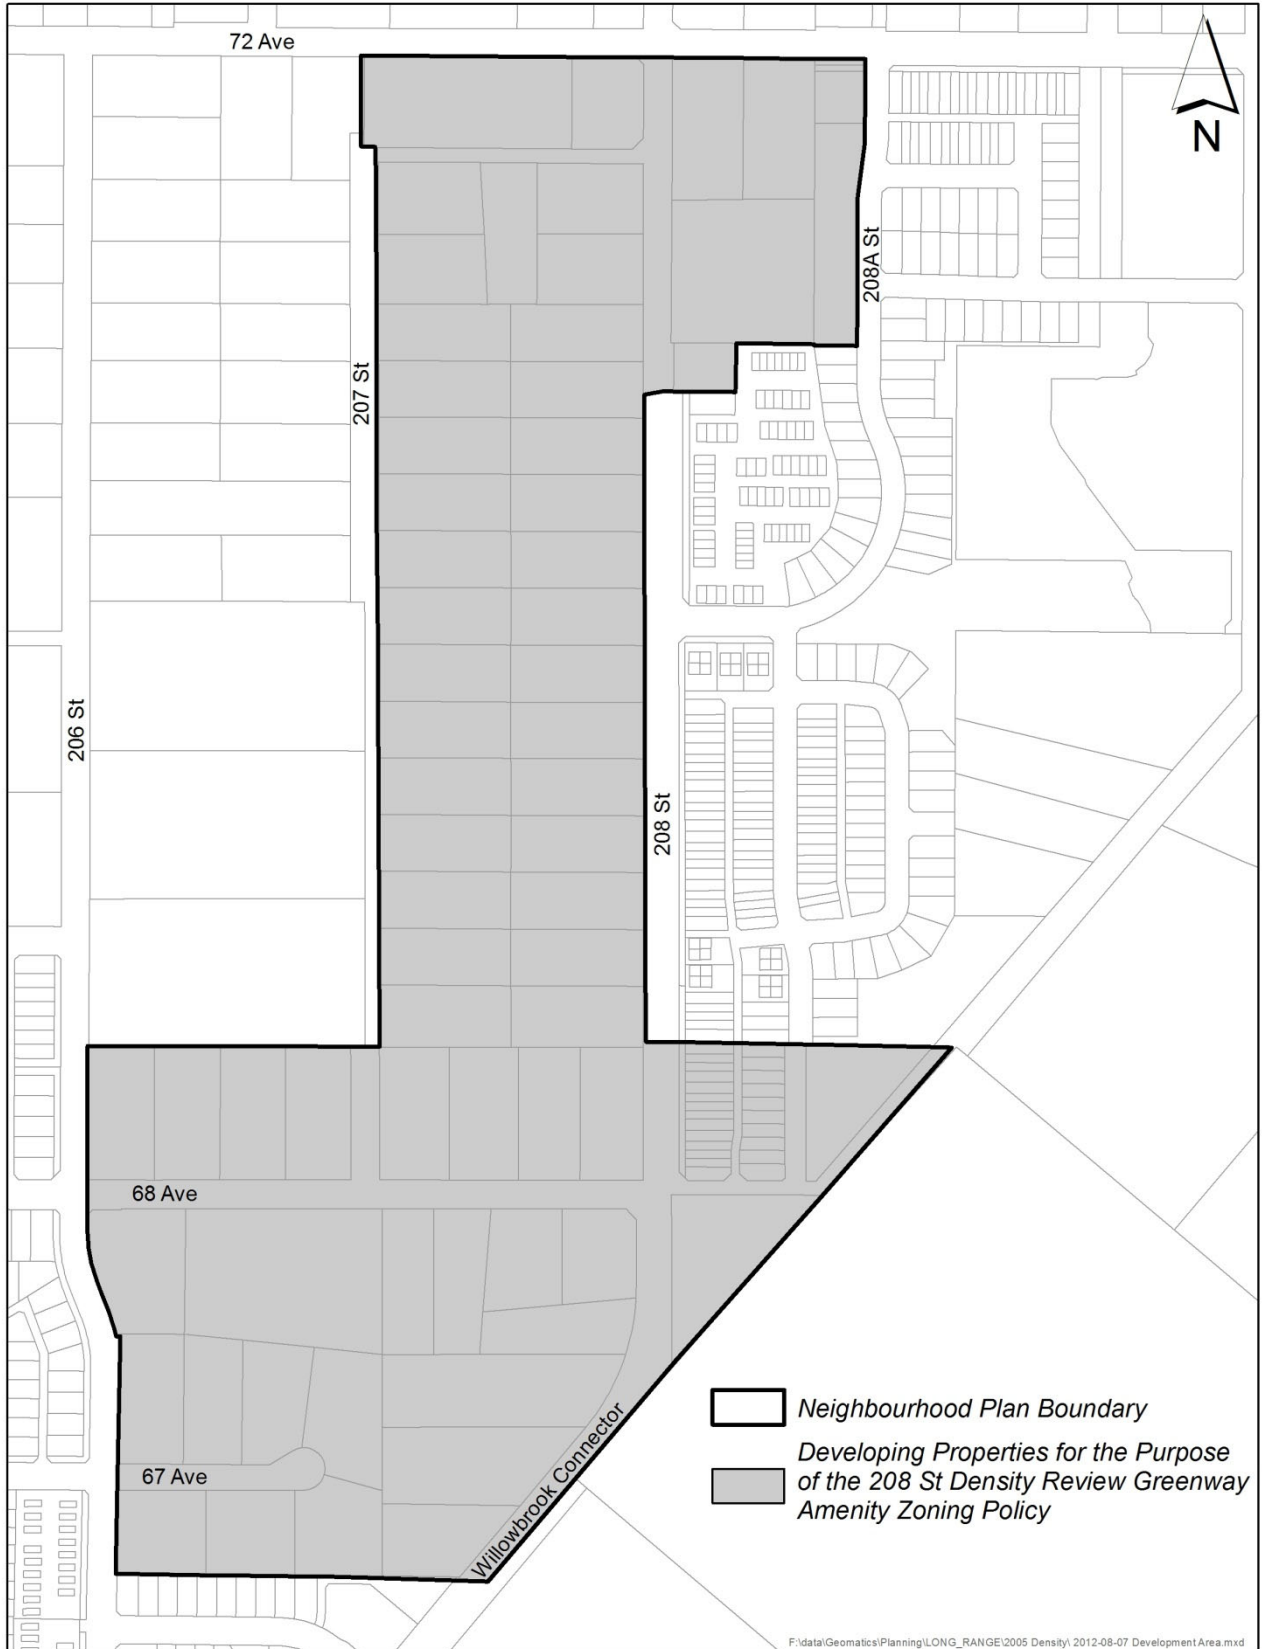 72 Ave
N
208A St
207 St
206 St
208 St
68 Ave
67 Ave
Willowbrook Connector
Neighbourhood Plan Boundary
Developing Properties for the Purpose
of the 208 St Density Review Greenway
Amenity Zoning Policy
F:\data\Geomatics\Planning\LONG_RANGE\2005 Density\ 2012-08-07 Development Area.mxd